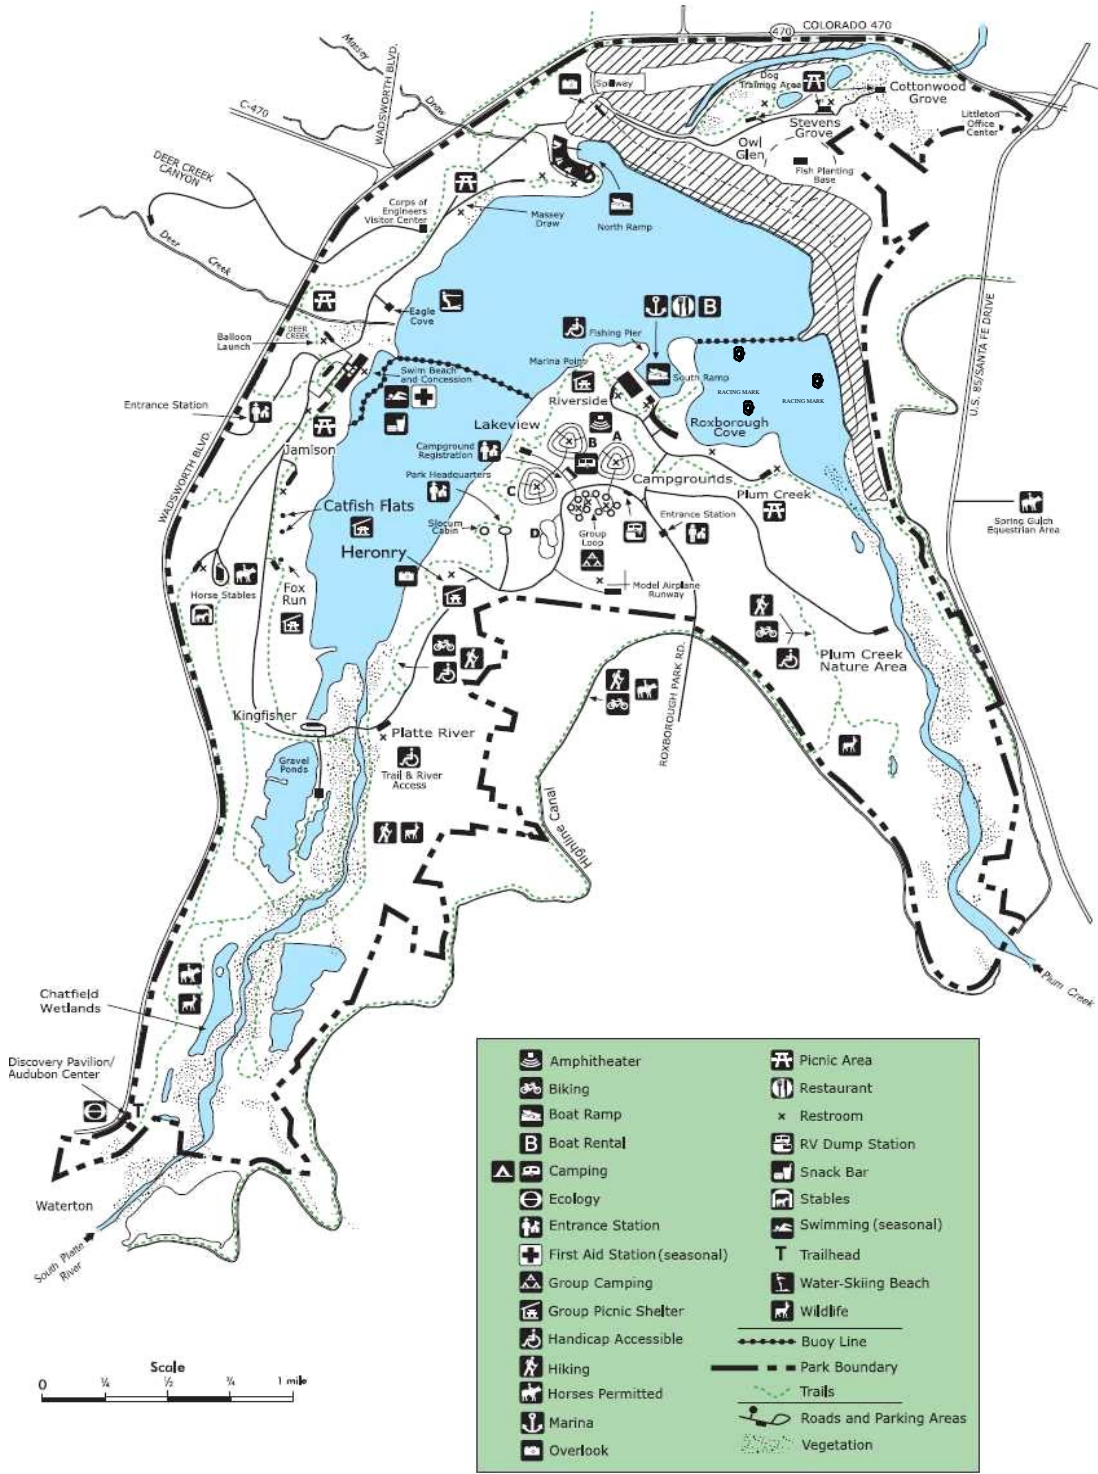 COLORADO 470
470
Massey
Draw
WADSWORTH BLVD.
C-470
Spillway
Dog
Training Area
Cottonwood
Grove
Stevens
Grove
Littleton
Office
Center
Owl
Glen
Fish Planting
Base
DEER CREEK
CANYON
Corps of
Engineers
Visitor Center
Massey
Draw
North Ramp
Deer
Creek
Eagle
Cove
B
Fishing Pier
U.S. 85/SANTA FE DRIVE
Balloon
Launch
DEER
CREEK
Marina Point
Swim Beach
and Concession
South Ramp
RACING MARK
RACING MARK
Riverside
Entrance Station
Lakeview
Roxborough
Cove
WADSWORTH BLVD.
Jamison
Campground
Registration
B
A
Park Headquarters
Campgrounds
C
Plum Creek
Catfish Flats
Slocum
Cabin
D
Group
Loop
Entrance Station
Spring Gulch
Equestrian Area
Heronry
Horse Stables
Fox
Run
Model Airplane
Runway
Plum Creek
Nature Area
ROXBOROUGH PARK RD.
Kingfisher
Platte River
Gravel
Ponds
Trail & River
Access
Highline Canal
Plum Creek
Chatfield
Wetlands
Discovery Pavilion/
Audubon Center
T
Waterton
South Platte
River
Scale
0 ¼ ½ ¾ 1 mile
Amphitheater
Biking
Boat Ramp
B Boat Rental
Camping
Ecology
Entrance Station
First Aid Station (seasonal)
Group Camping
Group Picnic Shelter
Handicap Accessible
Hiking
Horses Permitted
Marina
Overlook
Picnic Area
Restaurant
× Restroom
RV Dump Station
Snack Bar
Stables
Swimming (seasonal)
T Trailhead
Water-Skiing Beach
Wildlife
Buoy Line
Park Boundary
Trails
Roads and Parking Areas
Vegetation